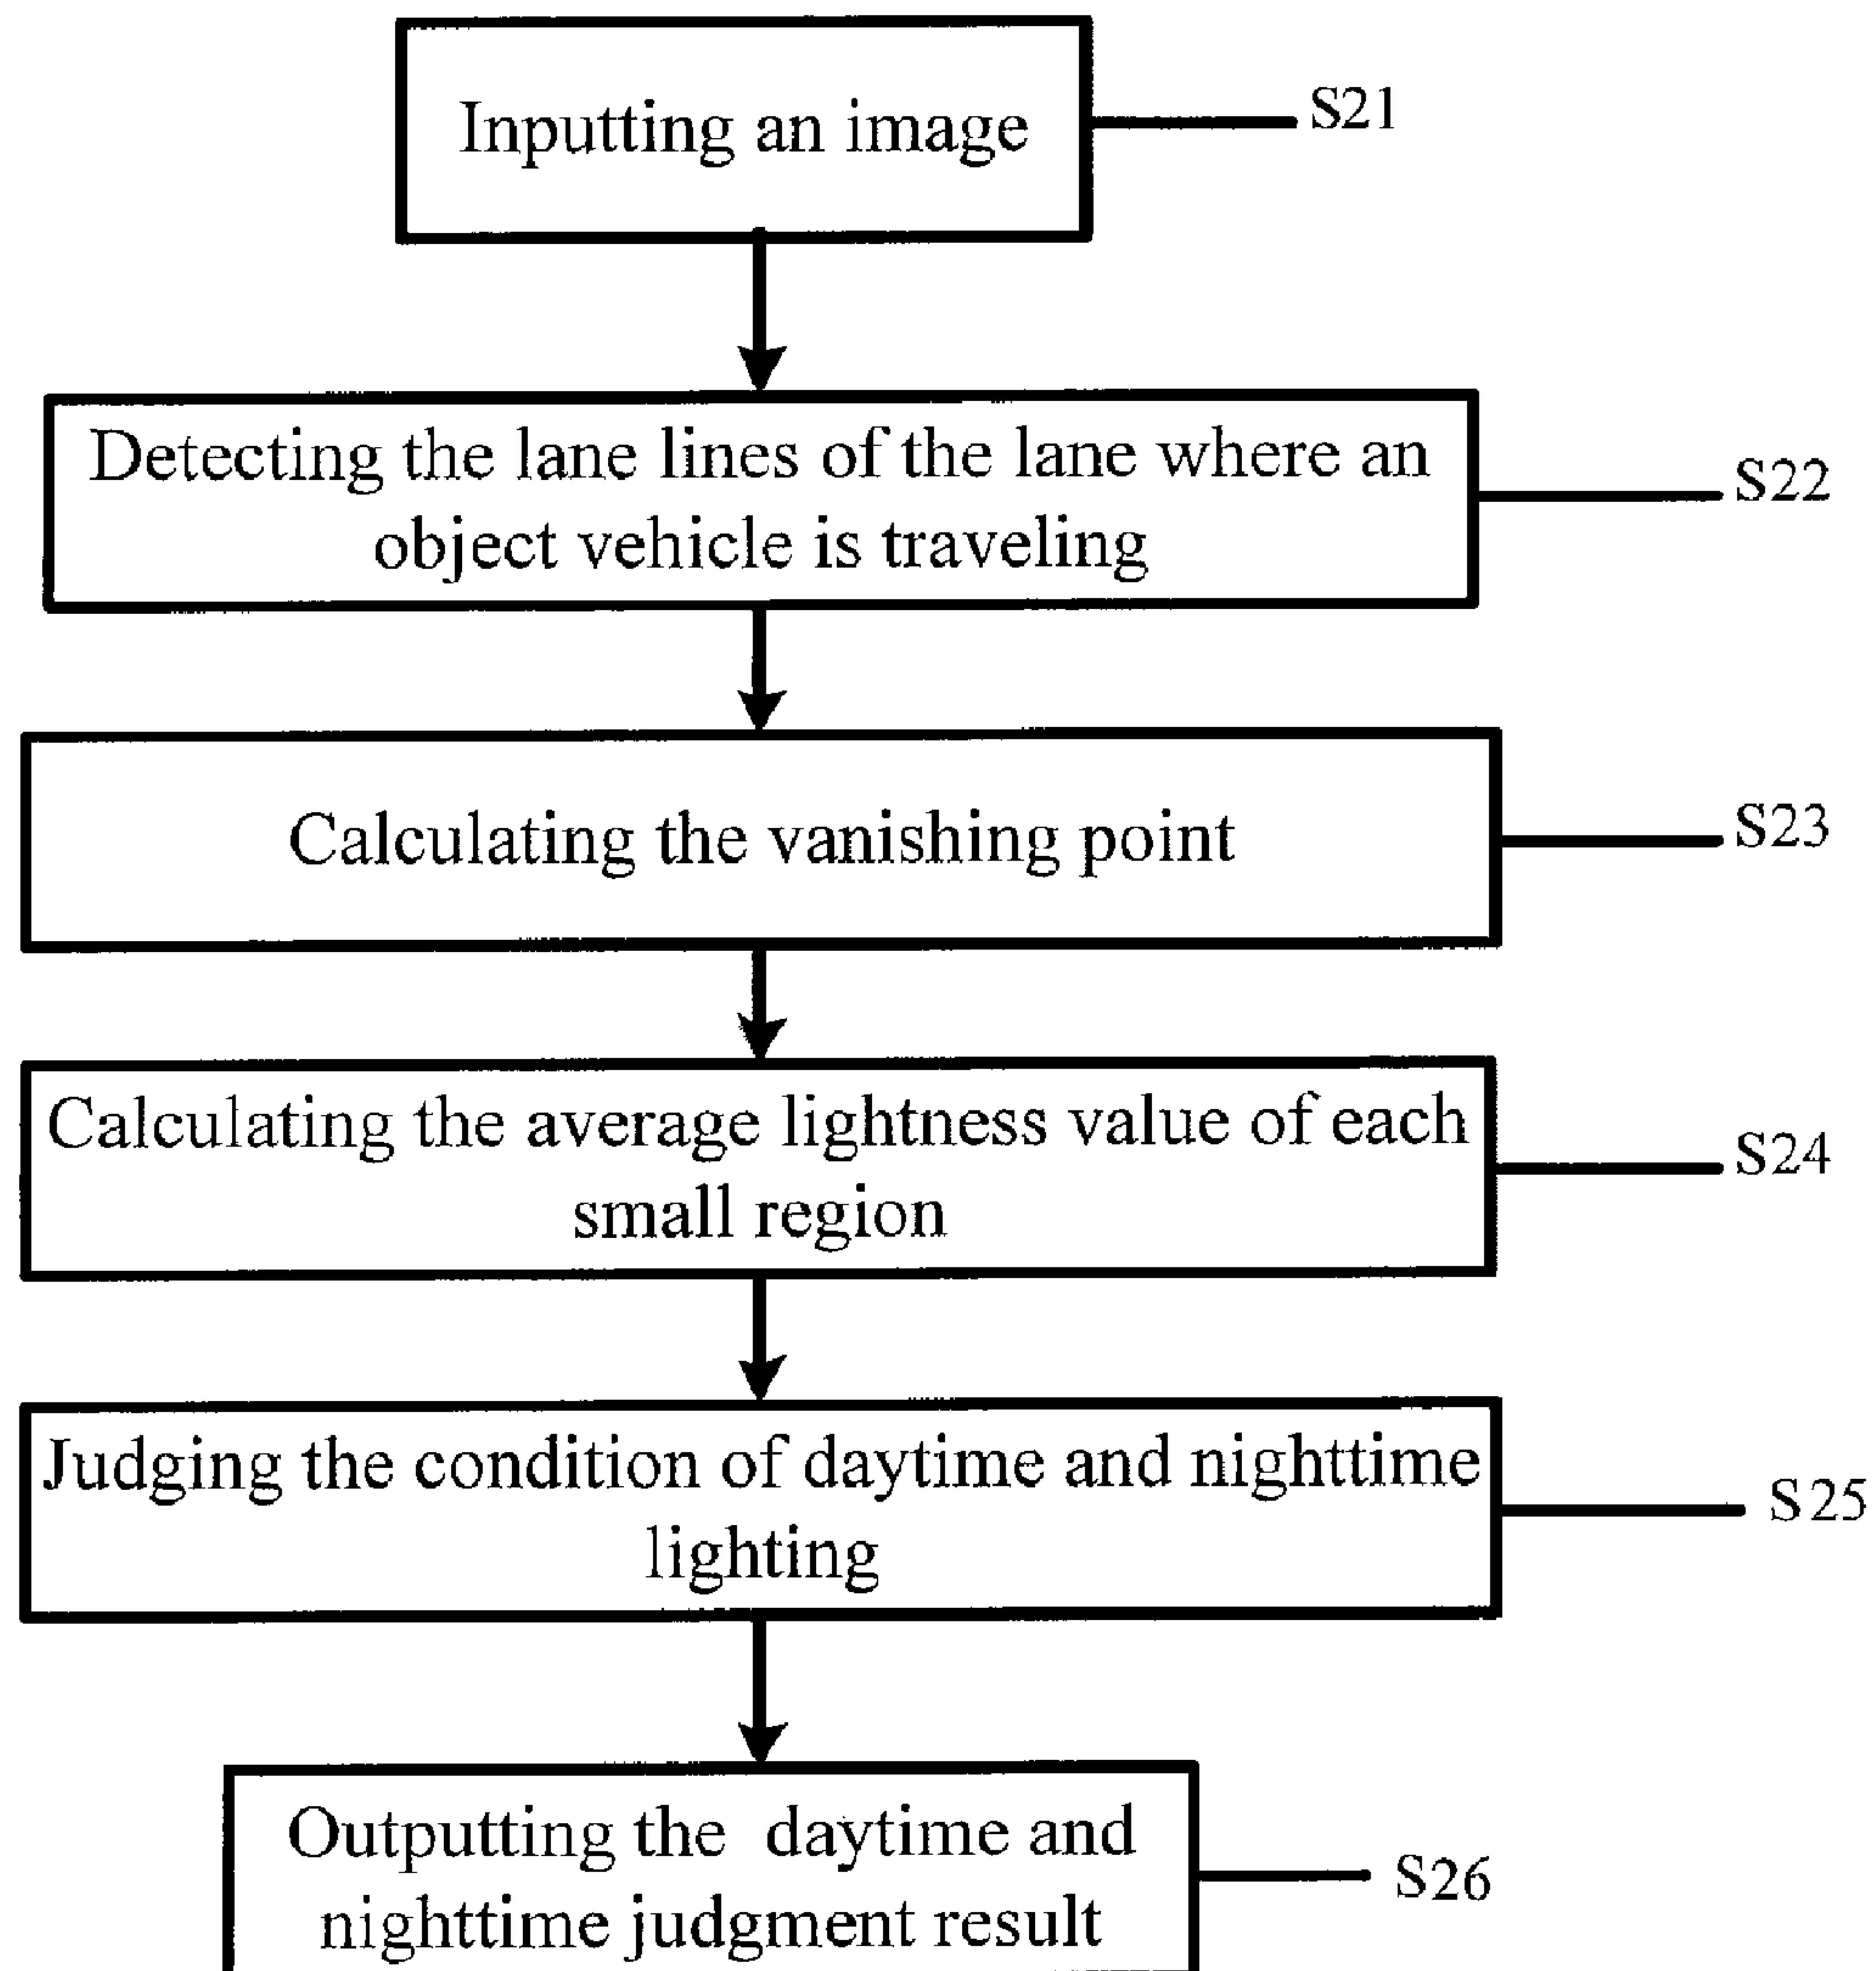 Inputting an image
S21
Detecting the lane lines of the lane where an
object vehicle is traveling
S22
Calculating the vanishing point
S23
Calculating the average lightness value of each
small region
S24
Judging the condition of daytime and nighttime
lighting
S25
Outputting the daytime and
nighttime judgment result
S26